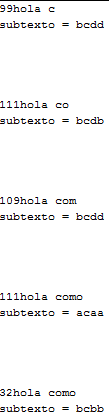 99hola c
subtexto = bcdd
111hola co
subtexto = bcdb
109hola com
subtexto = bcdd
111hola como
subtexto = acaa
32hola como
subtexto = bcbb